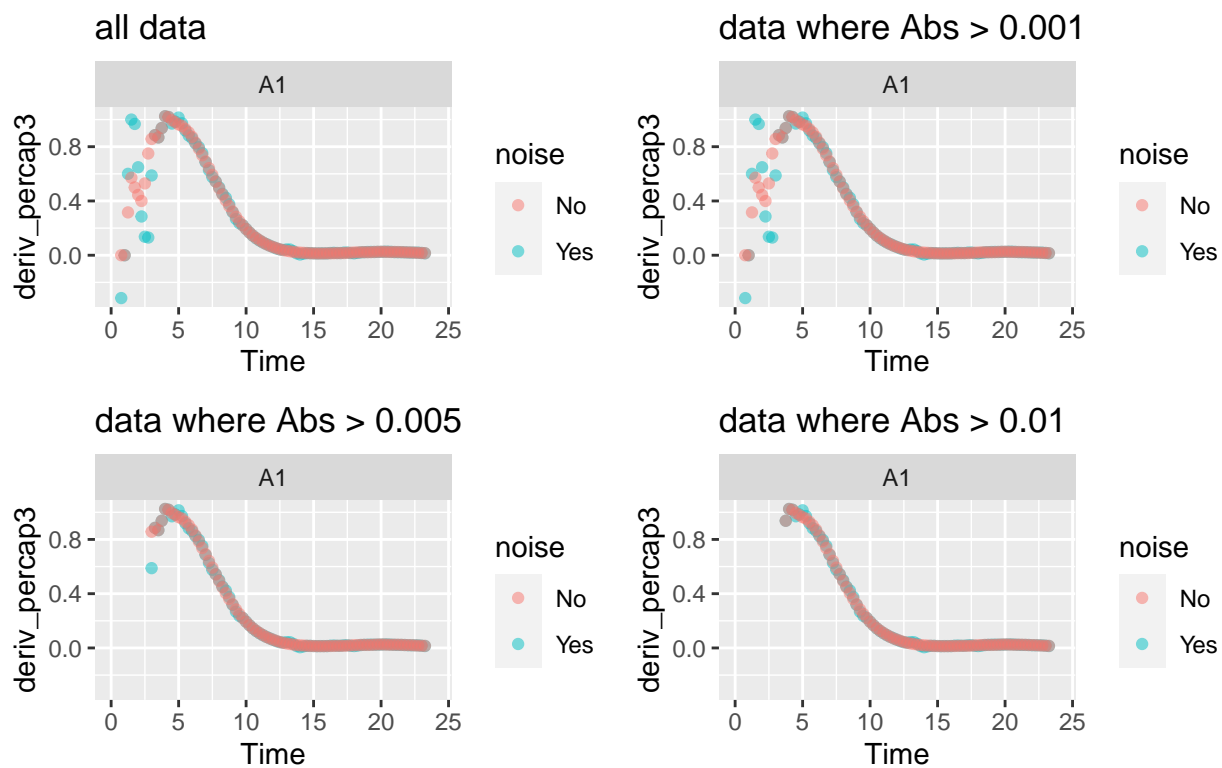 all data
A1
deriv_percap3
0.8
0.4
0.0
0 5 10 15 20 25
Time
noise
No
Yes
data where Abs > 0.001
A1
deriv_percap3
0.8
0.4
0.0
0 5 10 15 20 25
Time
noise
No
Yes
data where Abs > 0.005
A1
deriv_percap3
0.8
0.4
0.0
0 5 10 15 20 25
Time
noise
No
Yes
data where Abs > 0.01
A1
deriv_percap3
0.8
0.4
0.0
0 5 10 15 20 25
Time
noise
No
Yes